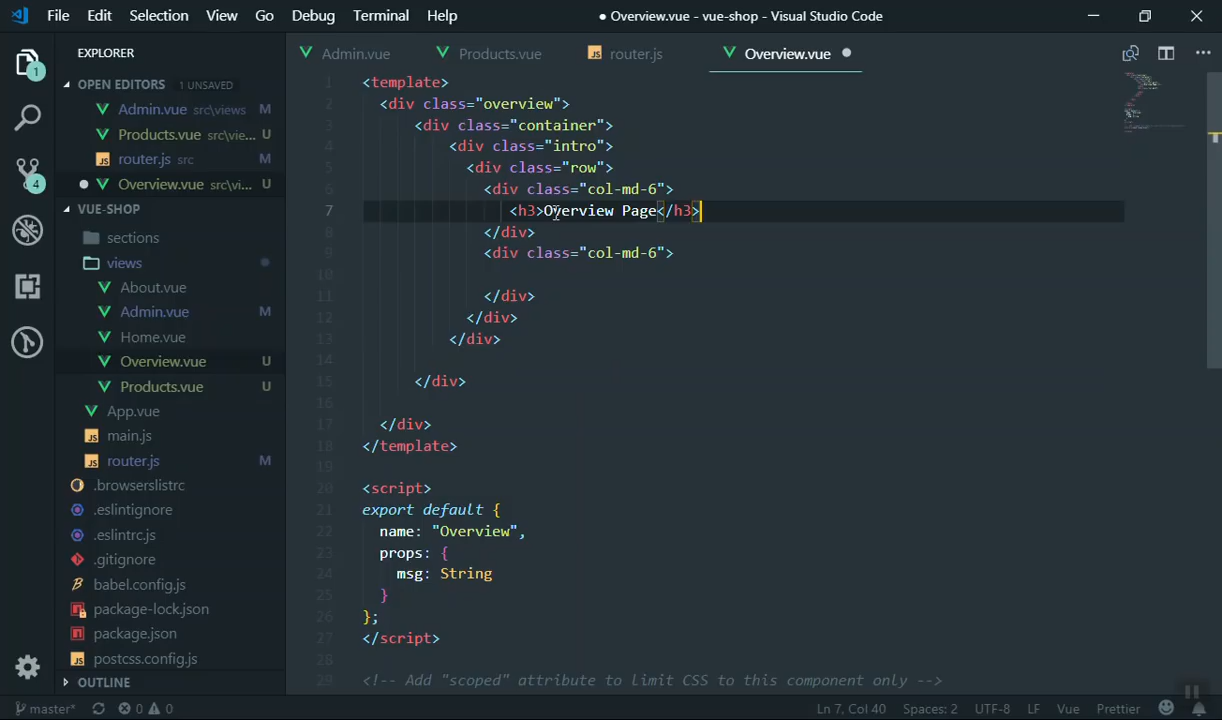 File Edit Selection View Go Debug Terminal Help ● Overview.vue - vue-shop - Visual Studio Code
EXPLORER
OPEN EDITORS 1 UNSAVED
Admin.vue src\views M
Products.vue src\vie... U
router.js src M
Overview.vue src\vi... U
VUE-SHOP
sections
views
About.vue
Admin.vue M
Home.vue
Overview.vue U
Products.vue U
App.vue
main.js
router.js M
.browserslistrc
.eslintignore
.eslintrc.js
.gitignore
babel.config.js
package-lock.json
package.json
postcss.config.js
OUTLINE
1
4
Admin.vue Products.vue router.js Overview.vue
1 <template>
2 <div class="overview">
3 <div class="container">
4 <div class="intro">
5 <div class="row">
6 <div class="col-md-6">
7 <h3>Overview Page</h3>
8 </div>
9 <div class="col-md-6">
10
11 </div>
12 </div>
13 </div>
14
15 </div>
16
17 </div>
18 </template>
19
20 <script>
21 export default {
22 name: "Overview",
23 props: {
24 msg: String
25 }
26 };
27 </script>
28
29 <!-- Add "scoped" attribute to limit CSS to this component only -->
master* 0 0 Ln 7, Col 40 Spaces: 2 UTF-8 LF Vue Prettier